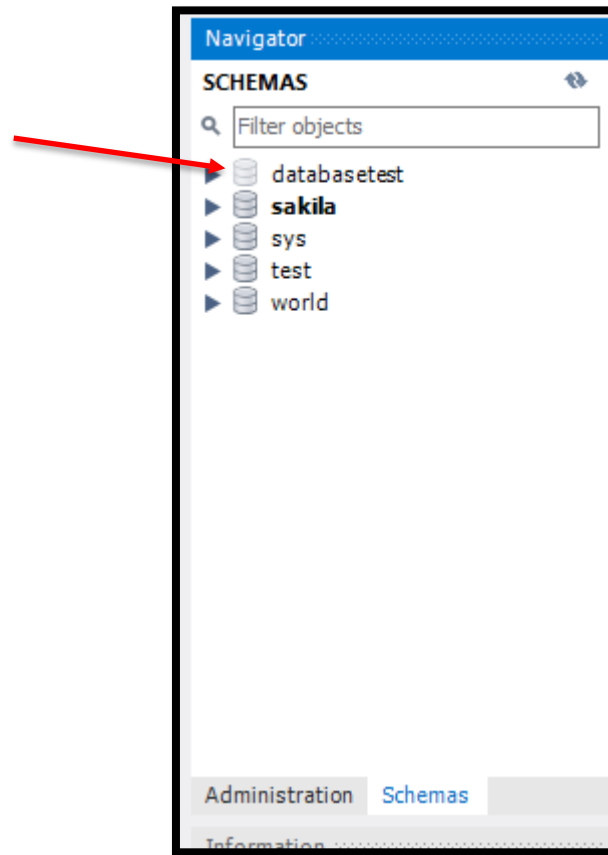 Navigator
SCHEMAS
Filter objects
databasetest
sakila
sys
test
world
Administration Schemas
Information